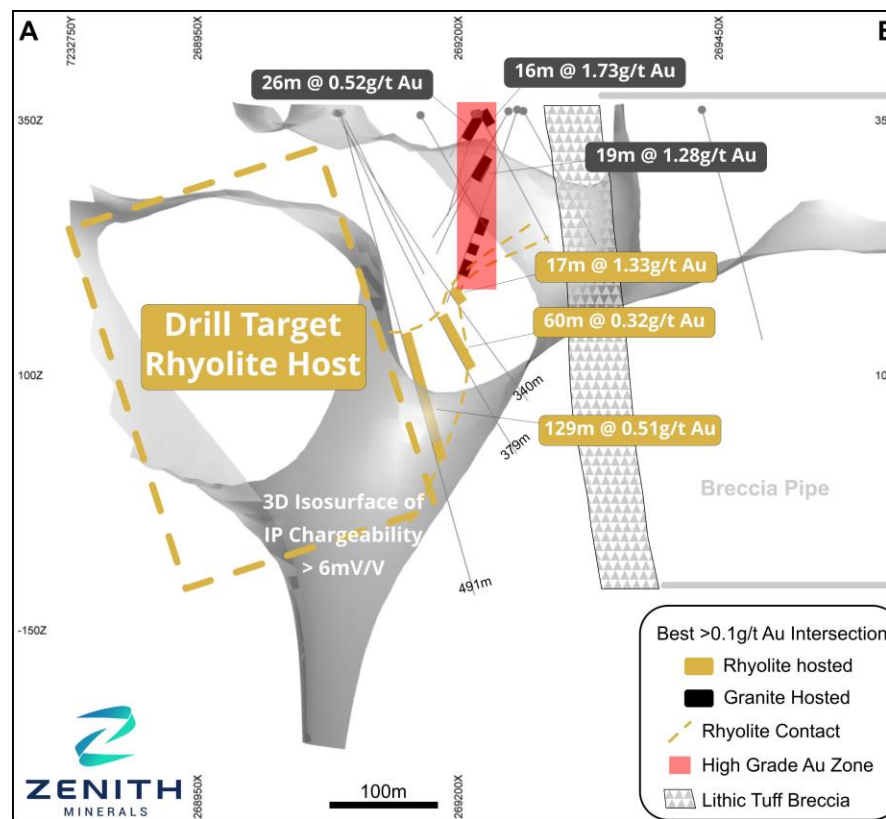 A
7232750Y
268950X
269200X
269450X
350Z
26m @ 0.52g/t Au
16m @ 1.73g/t Au
19m @ 1.28g/t Au
17m @ 1.33g/t Au
Drill Target
Rhyolite Host
60m @ 0.32g/t Au
100Z
340m
129m @ 0.51g/t Au
379m
Breccia Pipe
3D Isosurface of
IP Chargeability
> 6mV/V
491m
-150Z
Best >0.1g/t Au Intersection
Rhyolite hosted
Granite Hosted
Rhyolite Contact
High Grade Au Zone
Lithic Tuff Breccia
ZENITH
MINERALS
268950X
269200X
100m